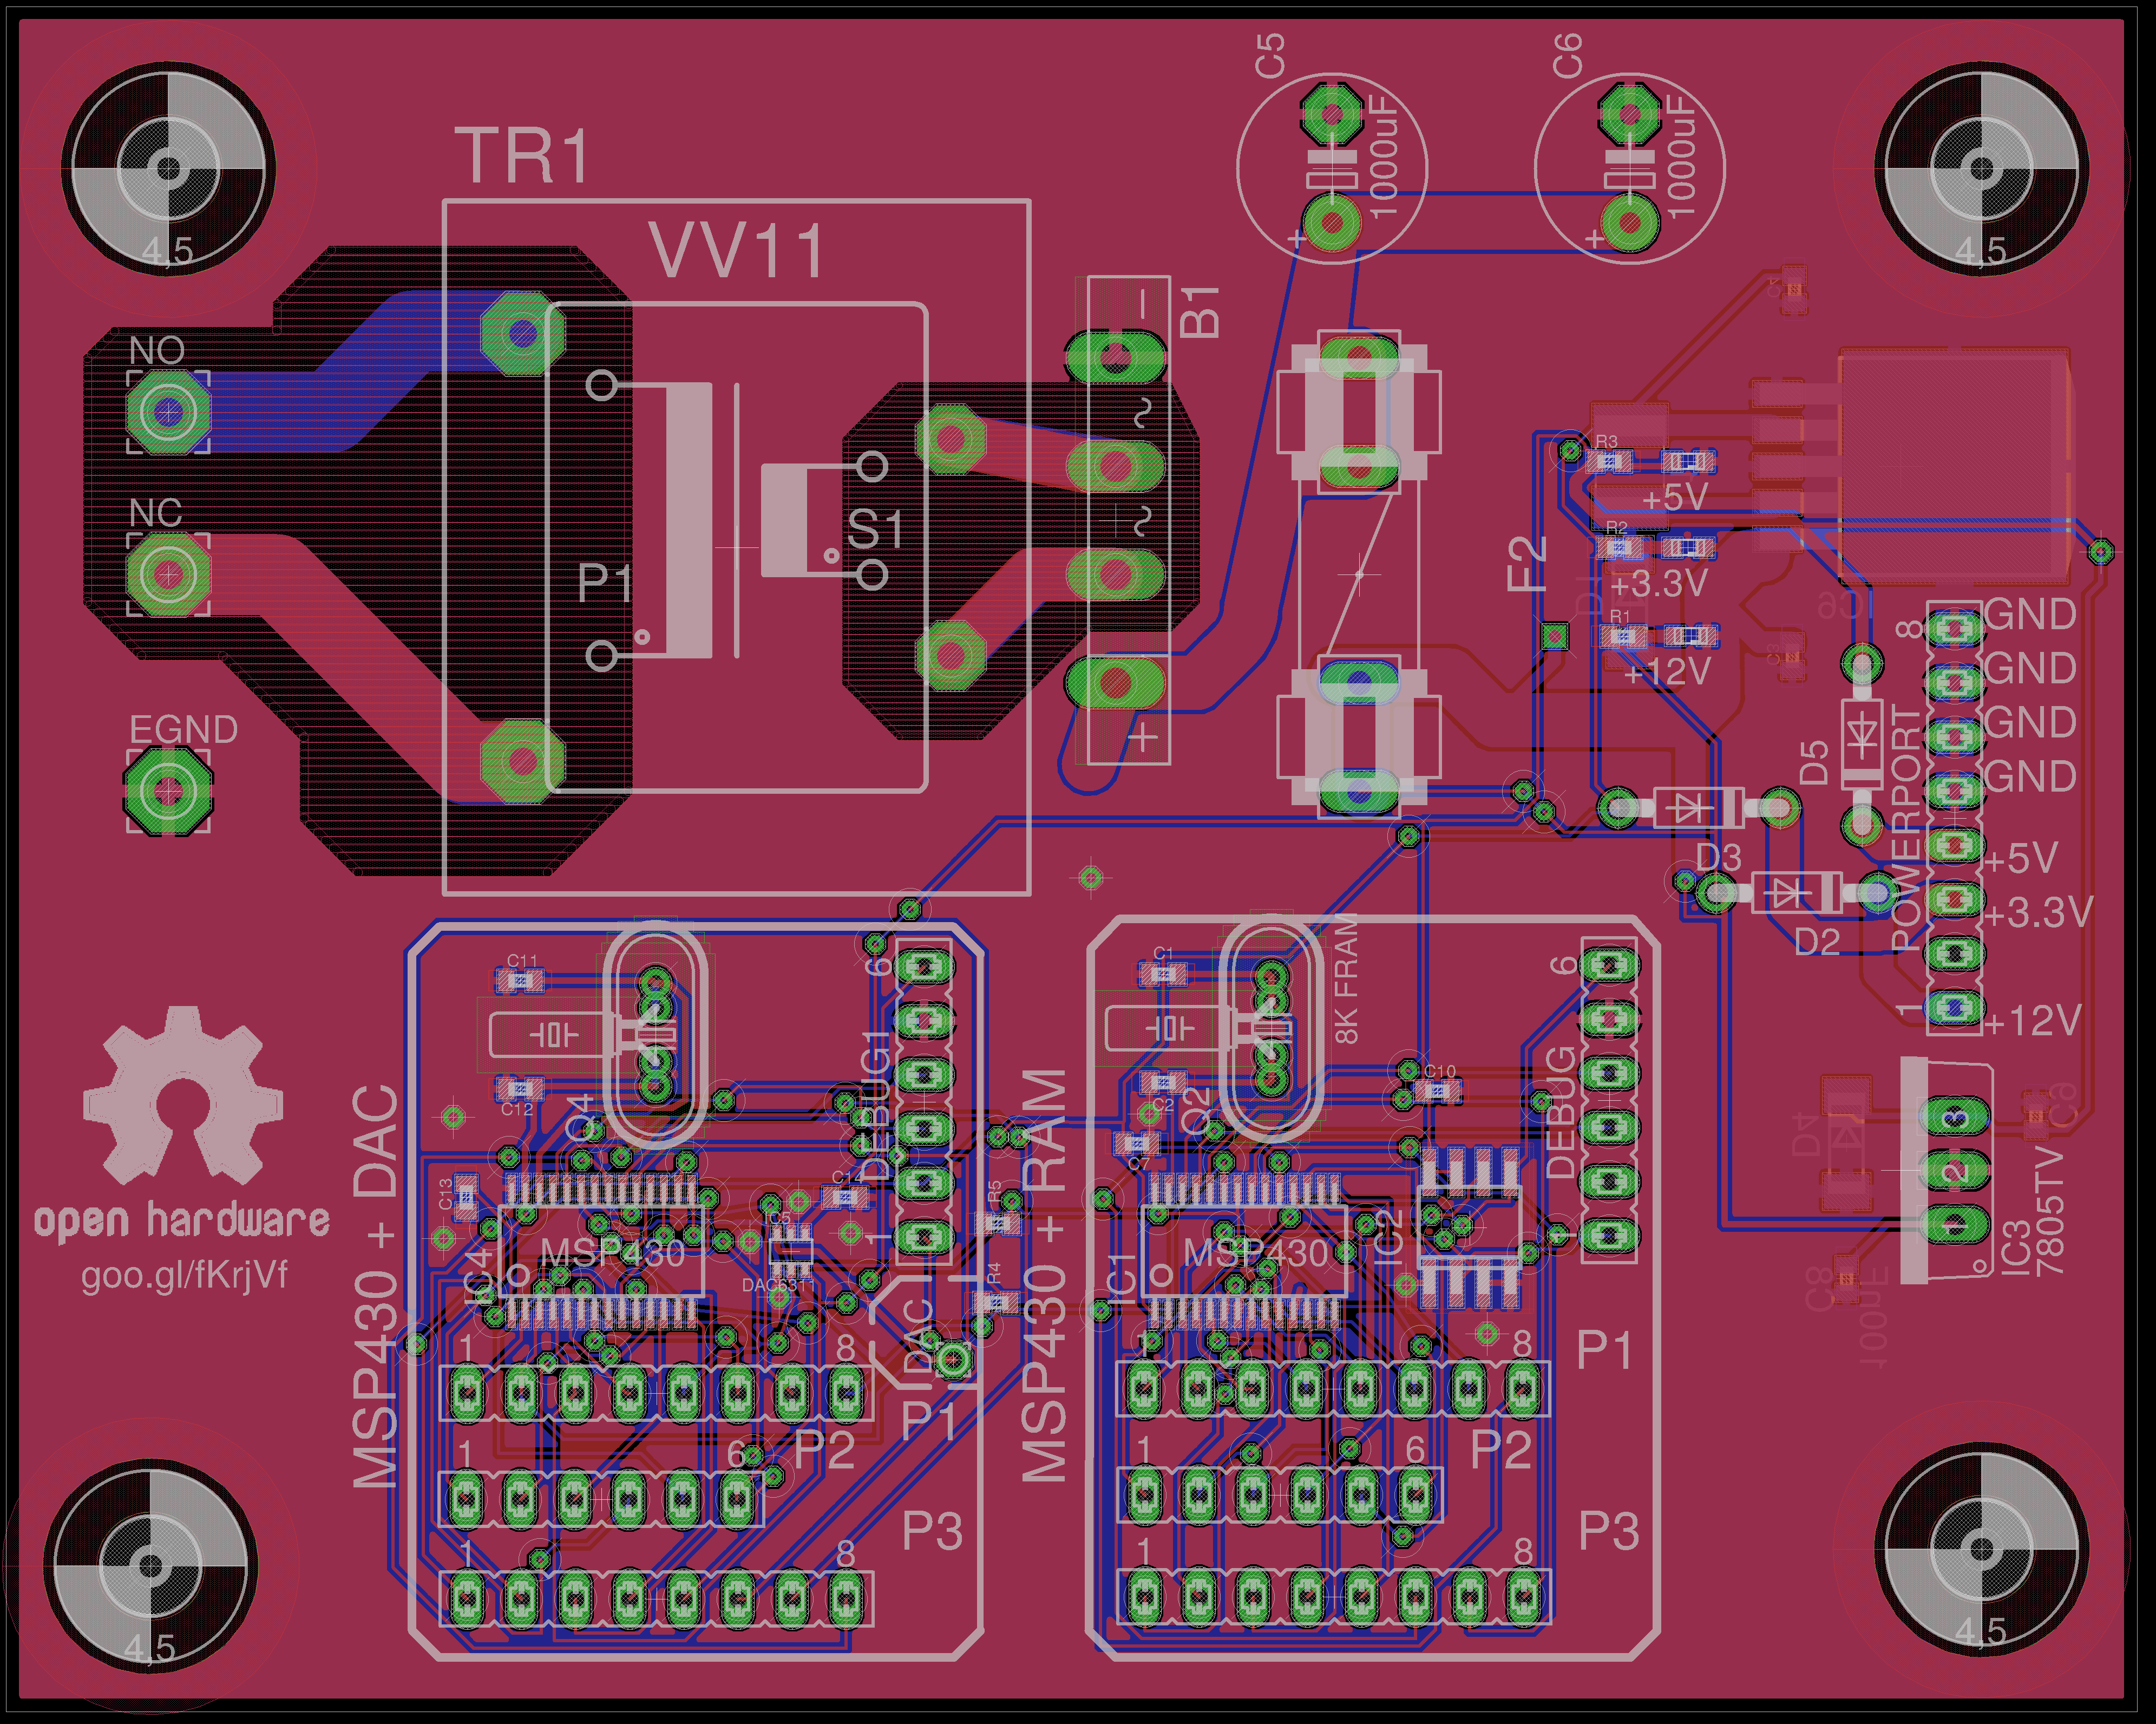 C5
C6
1000uF
1000uF
+
+
4,5
4,5
TR1
VV11
B1
NO
NC
EGND
P1
S1
F2
R3
+5V
R2
+3.3V
R1
+12V
8
GND
GND
GND
GND
+5V
+3.3V
+12V
1
POWERPORT
D5
D3
D2
D4
C9
C8
100uF
3
2
1
IC3
7805TV
open hardware
goo.gl/fKrjVf
MSP430 + DAC
C11
C12
Q4
C13
IC4
MSP430
IC5
DAC6311
DEBUG1
6
1
DAC
R5
R4
1
8
P1
1
6
P2
1
8
P3
MSP430 + RAM
C1
C2
Q2
8K FRAM
C10
IC1
MSP430
IC2
DEBUG
6
1
1
8
P1
1
6
P2
1
8
P3
4,5
4,5